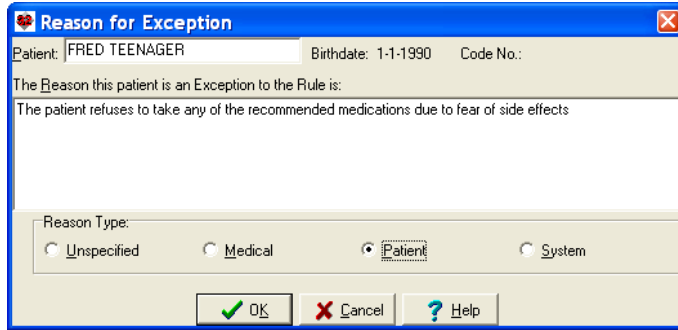 Reason for Exception
Patient: FRED TEENAGER Birthdate: 1-1-1990 Code No.:
The Reason this patient is an Exception to the Rule is:
The patient refuses to take any of the recommended medications due to fear of side effects
Reason Type:
Unspecified Medical Patient System
OK Cancel ? Help